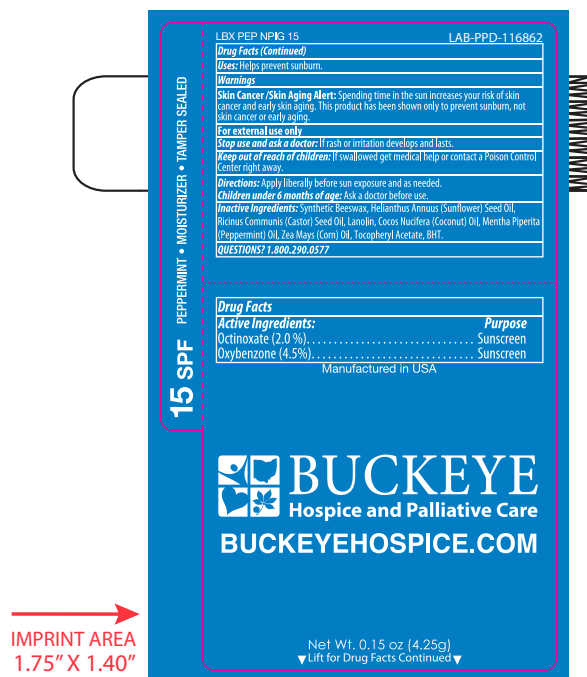 LBX PEP NPIG 15 LAB-PPD-116862
Drug Facts (Continued)
Uses: Helps prevent sunburn.
Warnings
Skin Cancer /Skin Aging Alert: Spending time in the sun increases your risk of skin
cancer and early skin aging. This product has been shown only to prevent sunburn, not
skin cancer or early aging.
For external use only
Stop use and ask a doctor: If rash or irritation develops and lasts.
Keep out of reach of children: If swallowed get medical help or contact a Poison Control
Center right away.
Directions: Apply liberally before sun exposure and as needed.
Children under 6 months of age: Ask a doctor before use.
Inactive Ingredients: Synthetic Beeswax, Helianthus Annuus (Sunflower) Seed Oil,
Ricinus Communis (Castor) Seed Oil, Lanolin, Cocos Nucifera (Coconut) Oil, Mentha Piperita
(Peppermint) Oil, Zea Mays (Corn) Oil, Tocopheryl Acetate, BHT.
QUESTIONS? 1.800.290.0577
15 SPF PEPPERMINT • MOISTURIZER • TAMPER SEALED
Drug Facts
Active Ingredients: Purpose
Octinoxate (2.0 %).............................. Sunscreen
Oxybenzone (4.5%)............................. Sunscreen
Manufactured in USA
BUCKEYE
Hospice and Palliative Care
BUCKEYEHOSPICE.COM
IMPRINT AREA
1.75” X 1.40”
Net Wt. 0.15 oz (4.25g)
▼Lift for Drug Facts Continued▼